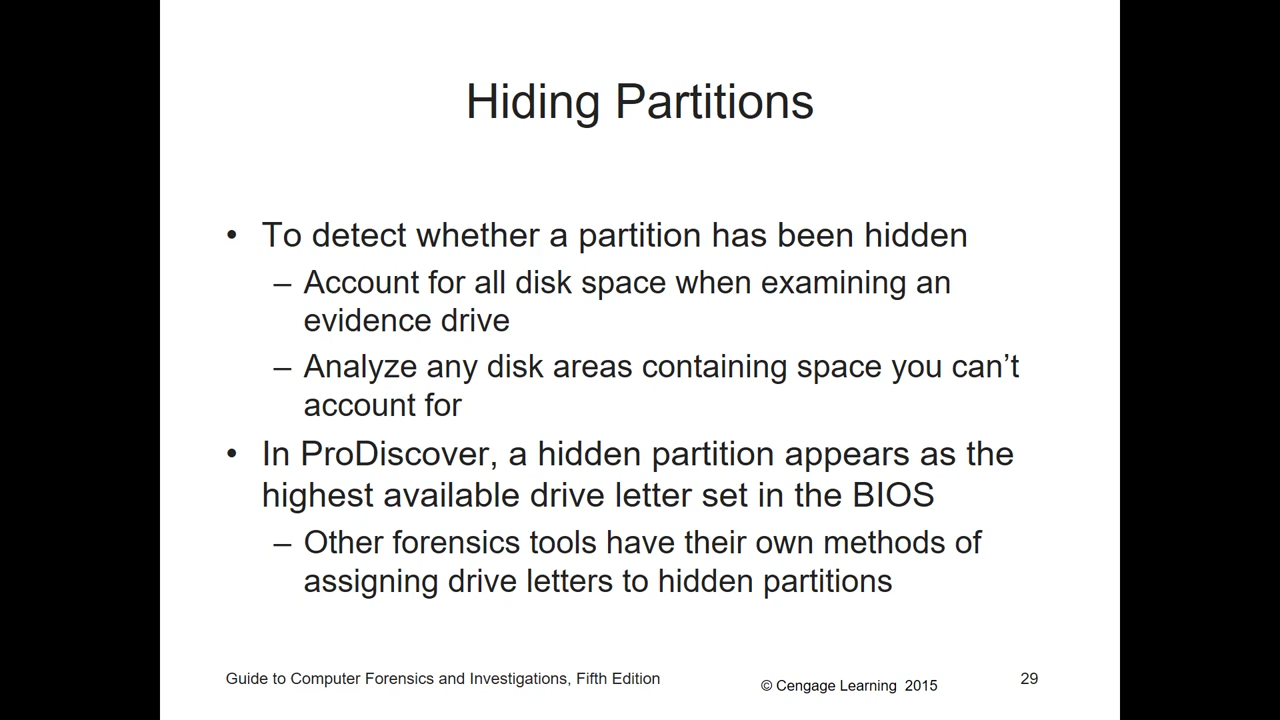 Hiding Partitions
• To detect whether a partition has been hidden
– Account for all disk space when examining an
evidence drive
– Analyze any disk areas containing space you can’t
account for
• In ProDiscover, a hidden partition appears as the
highest available drive letter set in the BIOS
– Other forensics tools have their own methods of
assigning drive letters to hidden partitions
Guide to Computer Forensics and Investigations, Fifth Edition
© Cengage Learning 2015
29